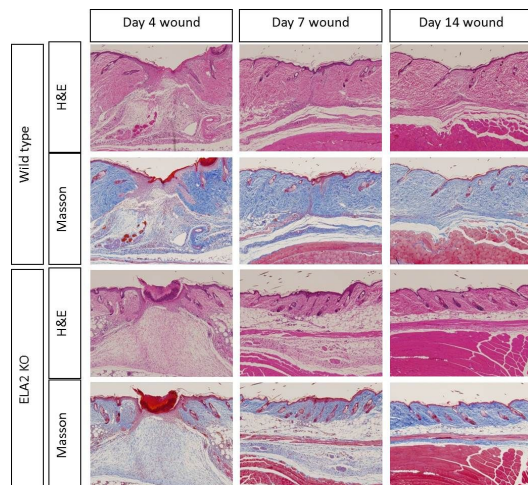 Day 4 wound
Day 7 wound
Day 14 wound
Wild type
H&E
Masson
ELA2 KO
H&E
Masson